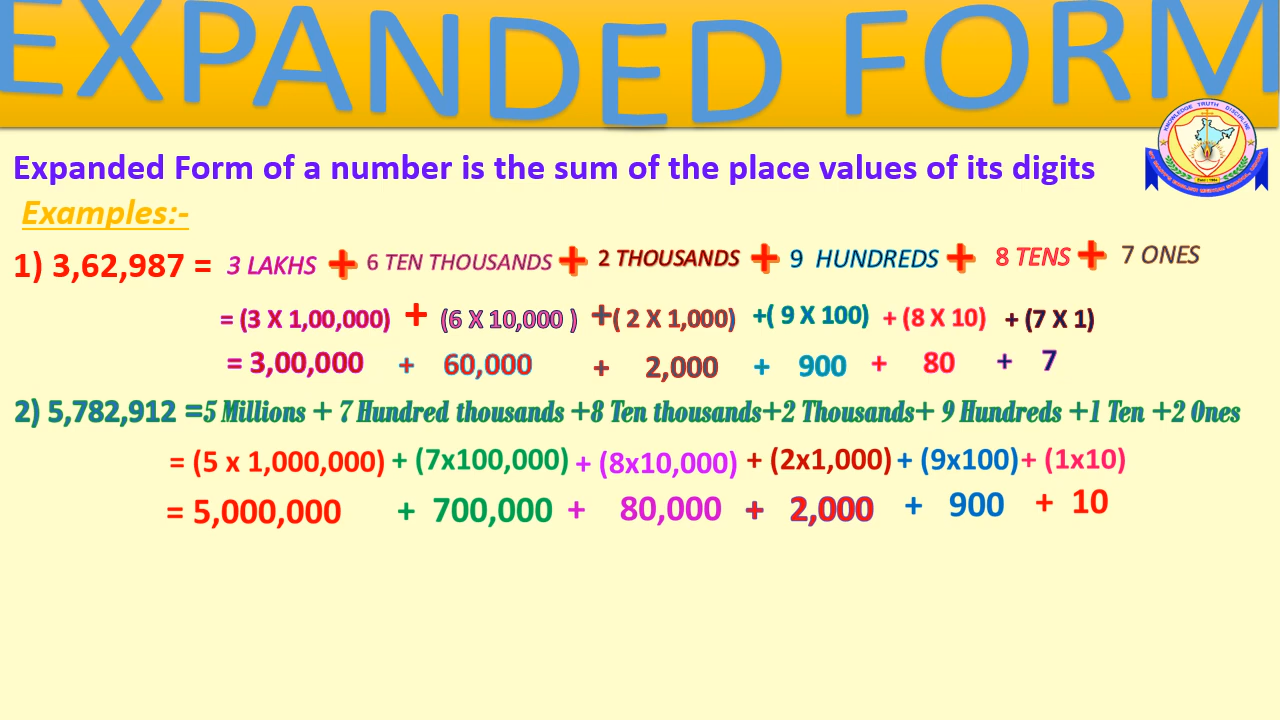 EXPANDED FORM
KNOWLEDGE TRUTH DISCIPLINE
Expanded Form of a number is the sum of the place values of its digits
Examples:-
1) 3,62,987 = 3 LAKHS + 6 TEN THOUSANDS + 2 THOUSANDS + 9 HUNDREDS + 8 TENS + 7 ONES
= (3 X 1,00,000) + (6 X 10,000 ) +( 2 X 1,000) +( 9 X 100) + (8 X 10) + (7 X 1)
= 3,00,000 + 60,000 + 2,000 + 900 + 80 + 7
2) 5,782,912 =5 Millions + 7 Hundred thousands +8 Ten thousands+2 Thousands+ 9 Hundreds +1 Ten +2 Ones
= (5 x 1,000,000) + (7x100,000) + (8x10,000) + (2x1,000) + (9x100) + (1x10)
= 5,000,000 + 700,000 + 80,000 + 2,000 + 900 + 10